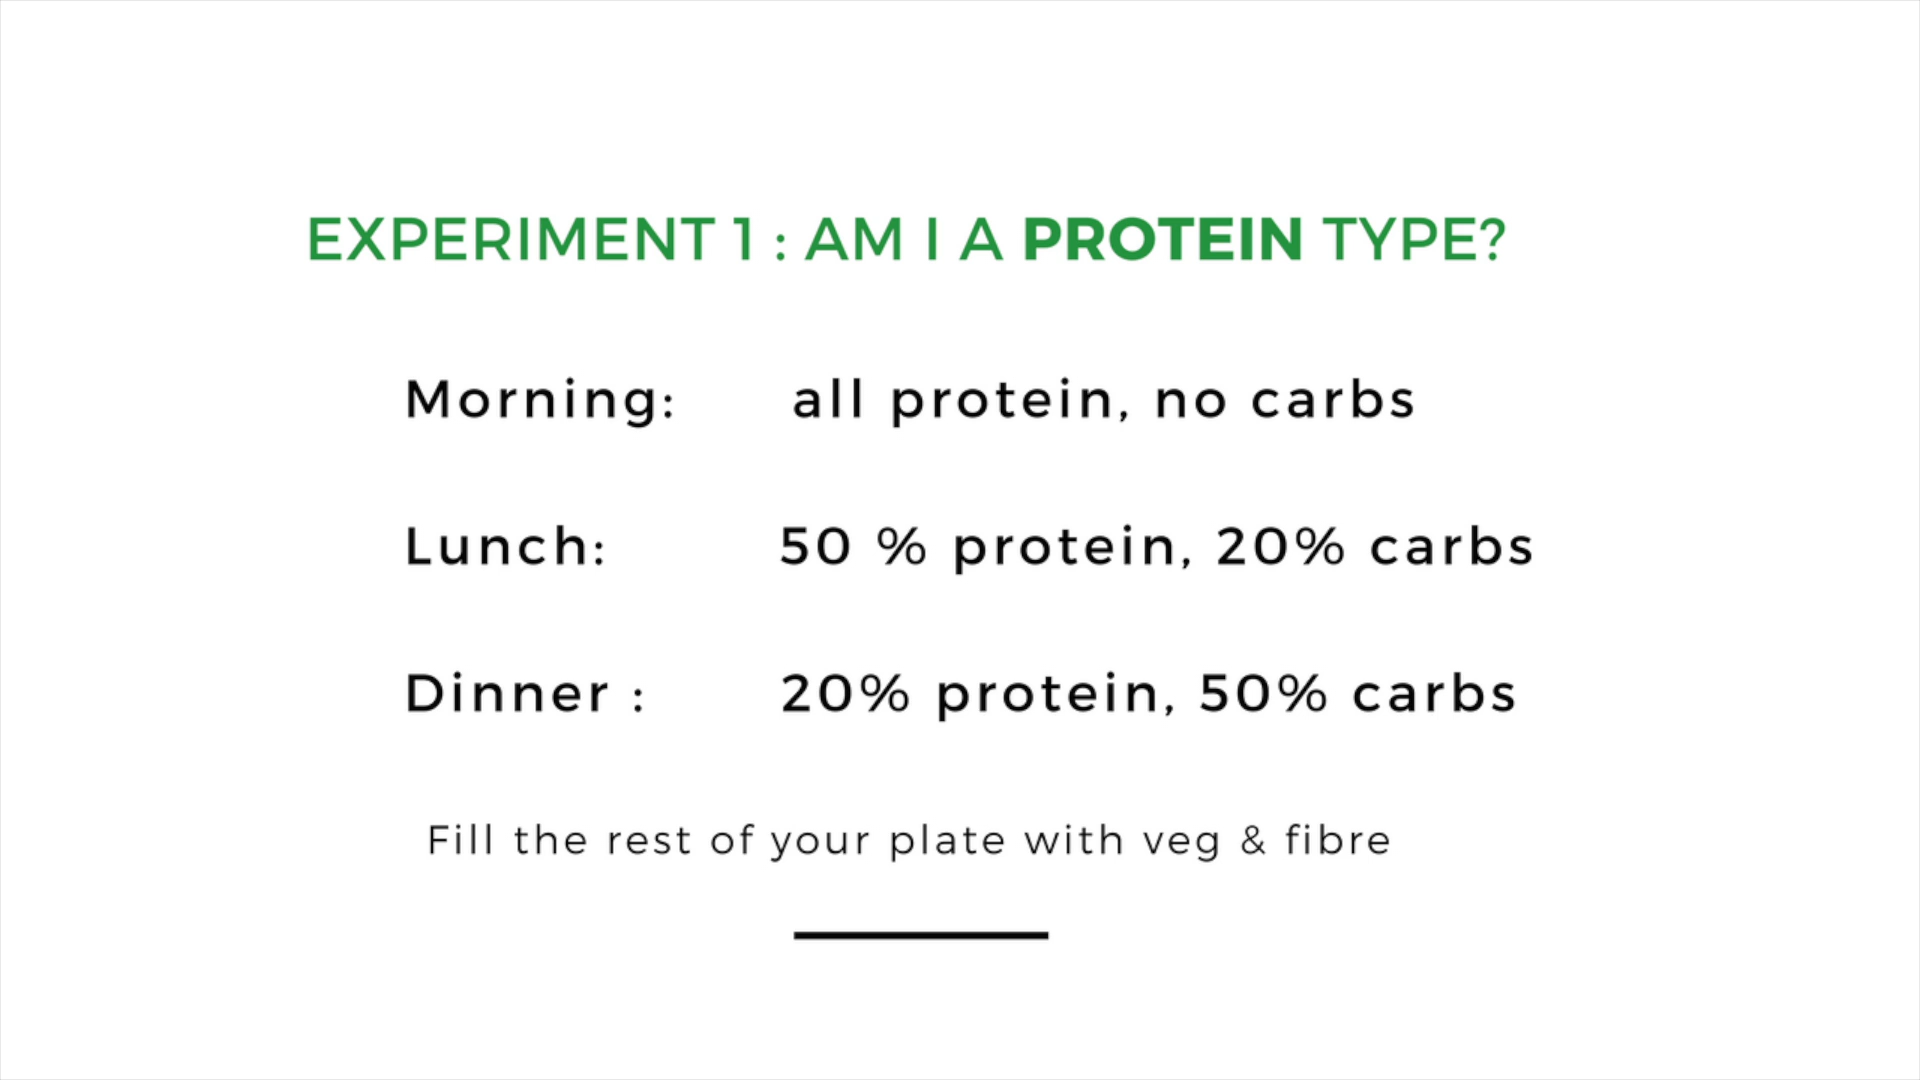 EXPERIMENT 1 : AM I A PROTEIN TYPE?
Morning: all protein, no carbs
Lunch: 50 % protein, 20% carbs
Dinner : 20% protein, 50% carbs
Fill the rest of your plate with veg & fibre